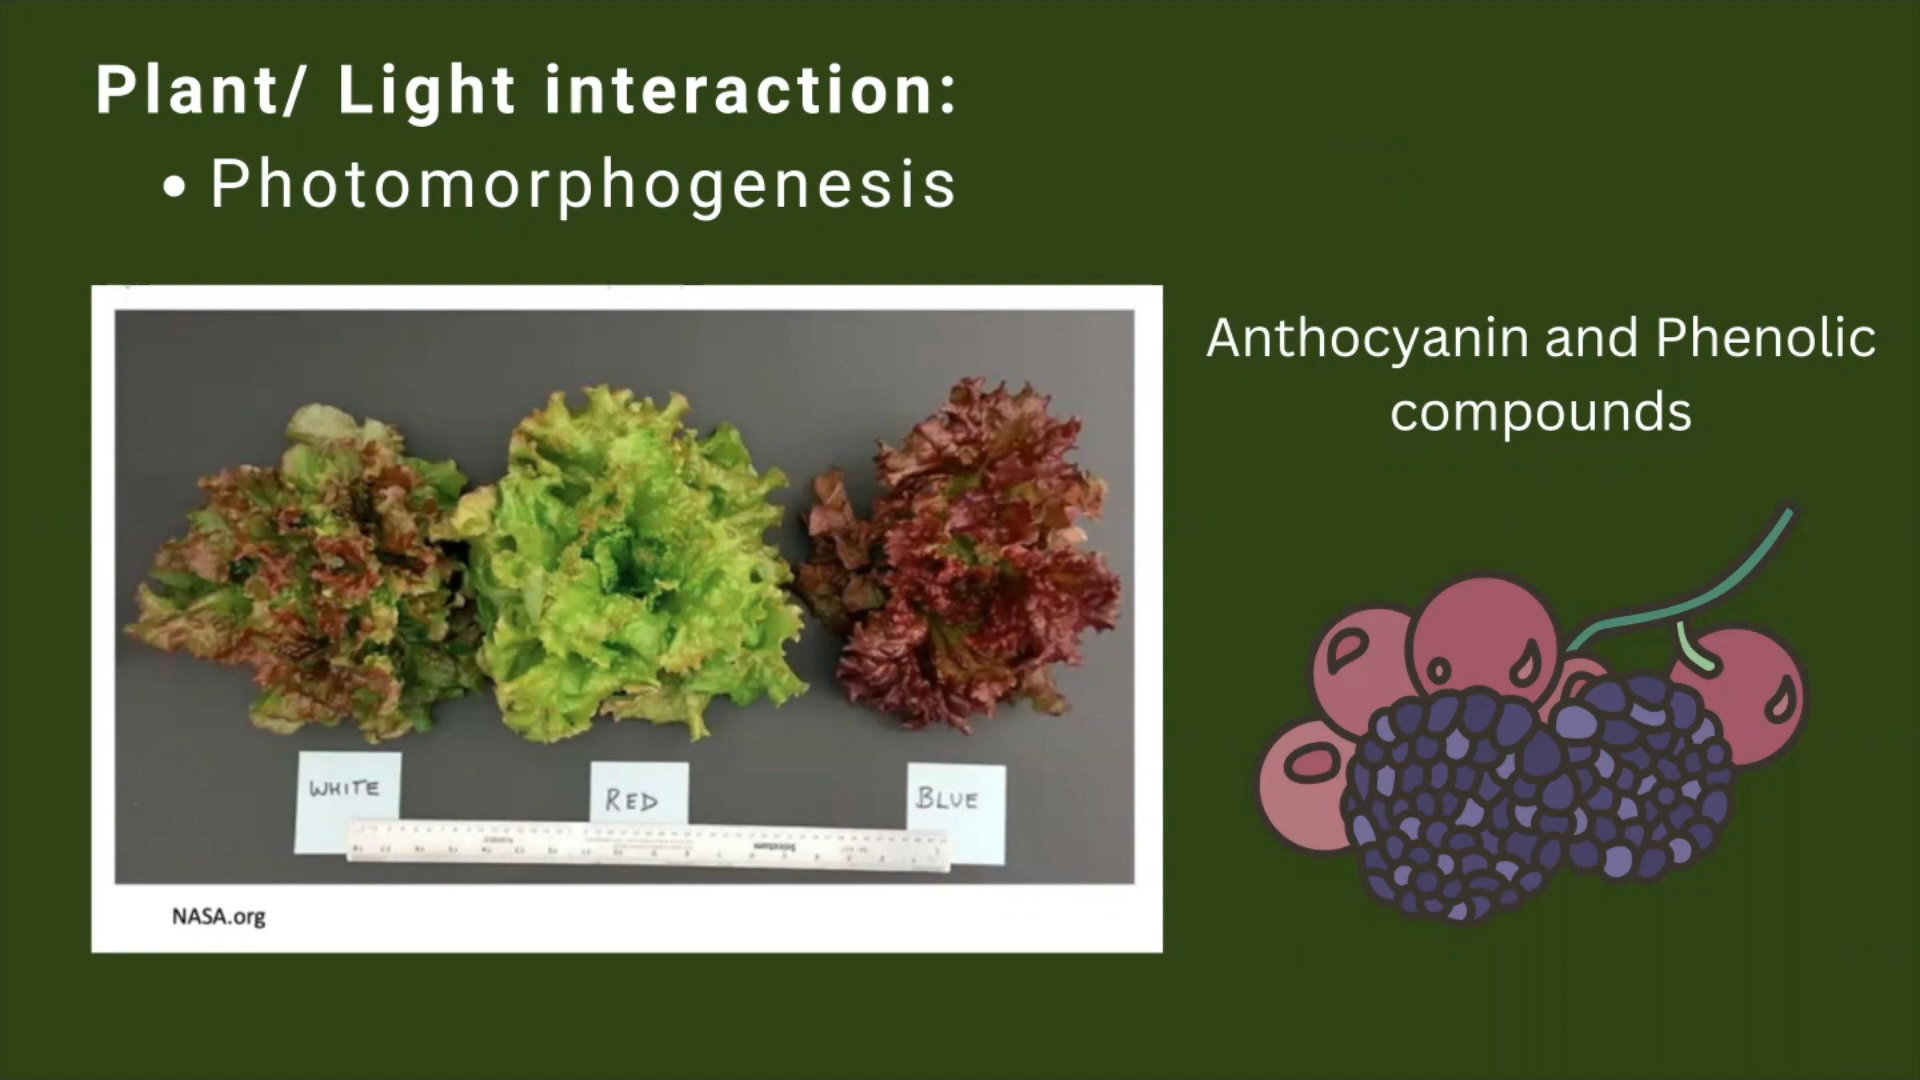 Plant/ Light interaction:
• Photomorphogenesis
Anthocyanin and Phenolic
compounds
WHITE
RED
BLUE
NASA.org